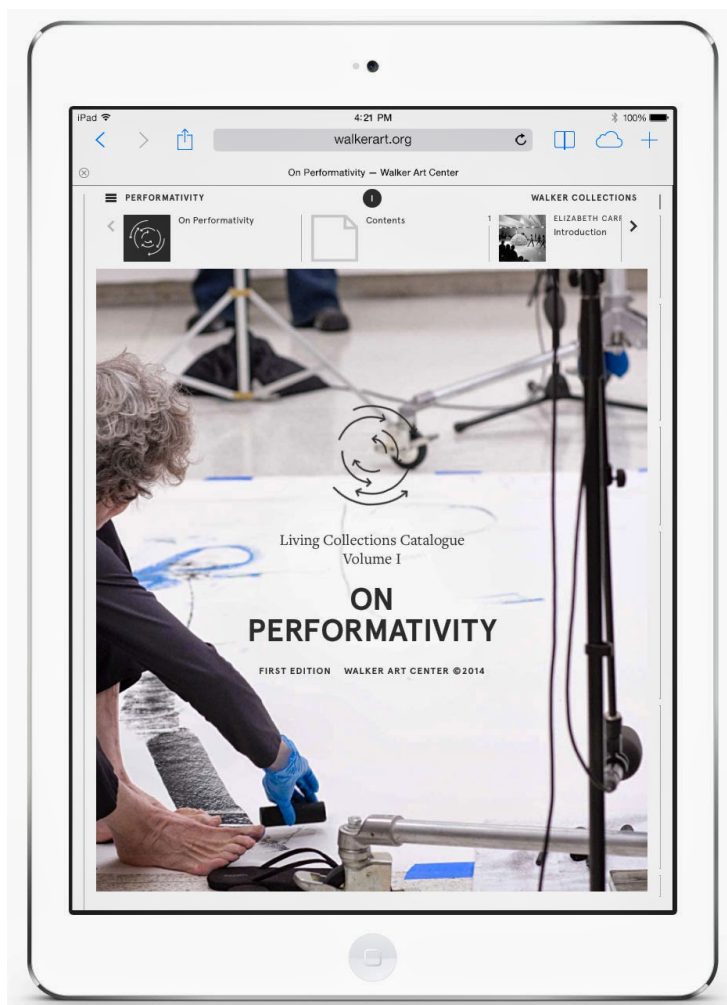 iPad
4:21 PM
100%
walkerart.org
On Performativity — Walker Art Center
PERFORMATIVITY
I
WALKER COLLECTIONS
On Performativity
Contents
1
ELIZABETH CARR
Introduction
Living Collections Catalogue
Volume I
ON
PERFORMATIVITY
FIRST EDITION WALKER ART CENTER ©2014